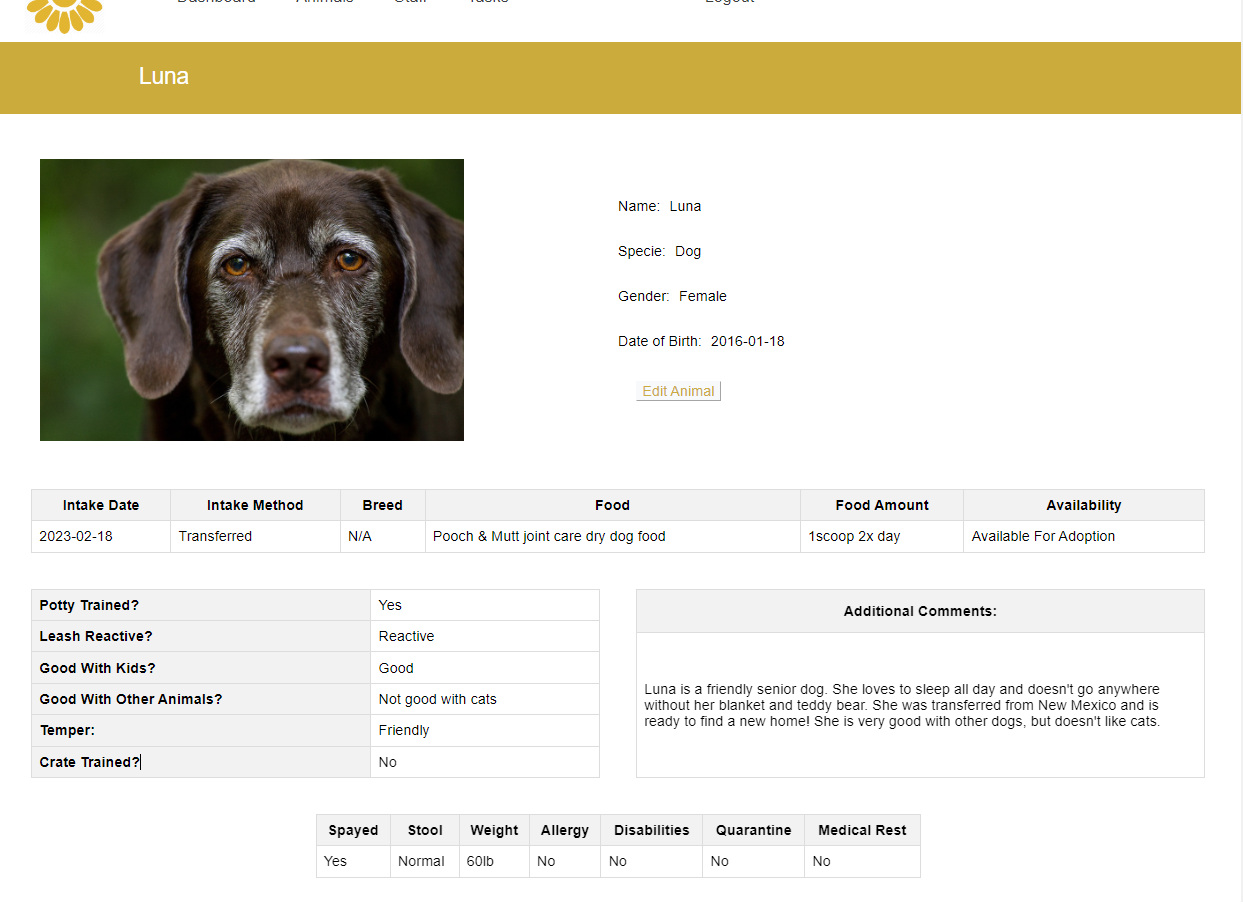 Dashboard Animals Staff Tasks Logout
Luna
Name: Luna
Specie: Dog
Gender: Female
Date of Birth: 2016-01-18
Edit Animal
Intake Date Intake Method Breed Food Food Amount Availability
2023-02-18 Transferred N/A Pooch & Mutt joint care dry dog food 1scoop 2x day Available For Adoption
Potty Trained? Yes
Leash Reactive? Reactive
Good With Kids? Good
Good With Other Animals? Not good with cats
Temper: Friendly
Crate Trained? No
Additional Comments:
Luna is a friendly senior dog. She loves to sleep all day and doesn't go anywhere
without her blanket and teddy bear. She was transferred from New Mexico and is
ready to find a new home! She is very good with other dogs, but doesn't like cats.
Spayed Stool Weight Allergy Disabilities Quarantine Medical Rest
Yes Normal 60lb No No No No